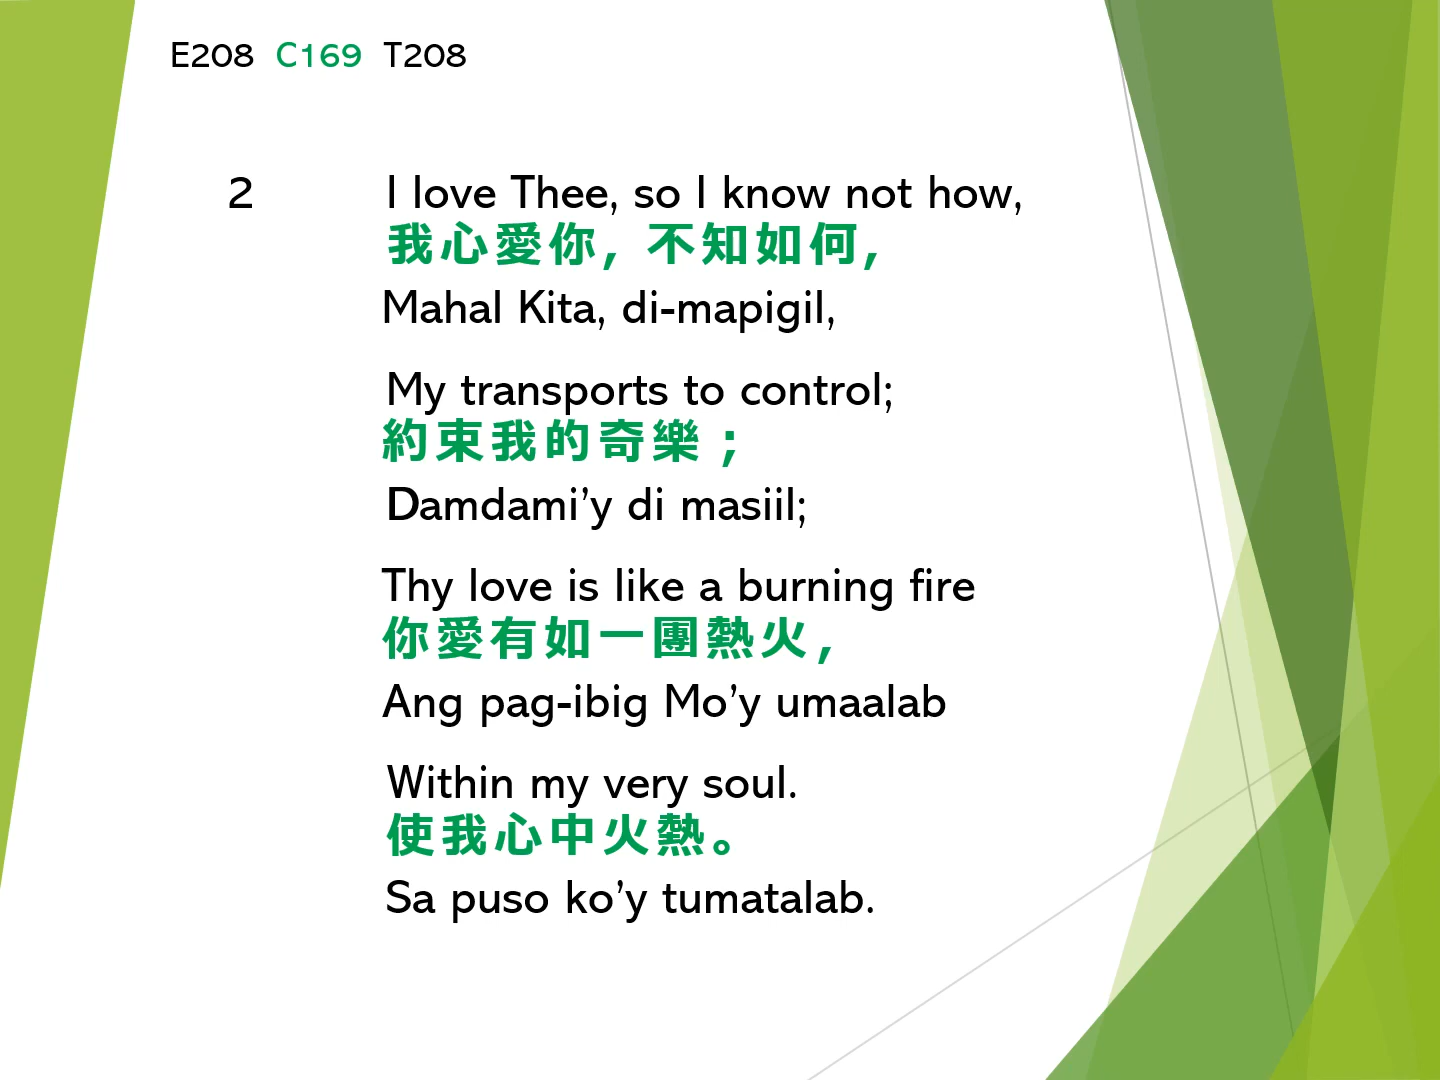 E208 C169 T208
2 I love Thee, so I know not how,
我心愛你, 不知如何,
Mahal Kita, di-mapigil,
My transports to control;
約束我的奇樂；
Damdami’y di masiil;
Thy love is like a burning fire
你愛有如一團熱火,
Ang pag-ibig Mo’y umaalab
Within my very soul.
使我心中火熱。
Sa puso ko’y tumatalab.